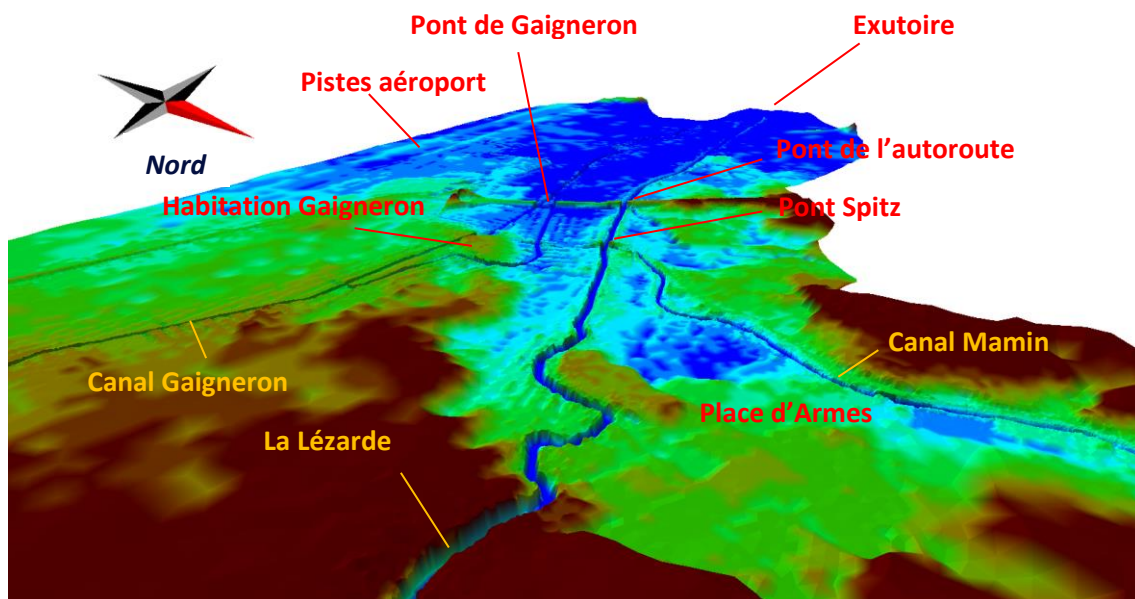 Pont de Gaigneron
Exutoire
Pistes aéroport
Pont de l’autoroute
Nord
Habitation Gaigneron
Pont Spitz
Canal Mamin
Canal Gaigneron
Place d’Armes
La Lézarde